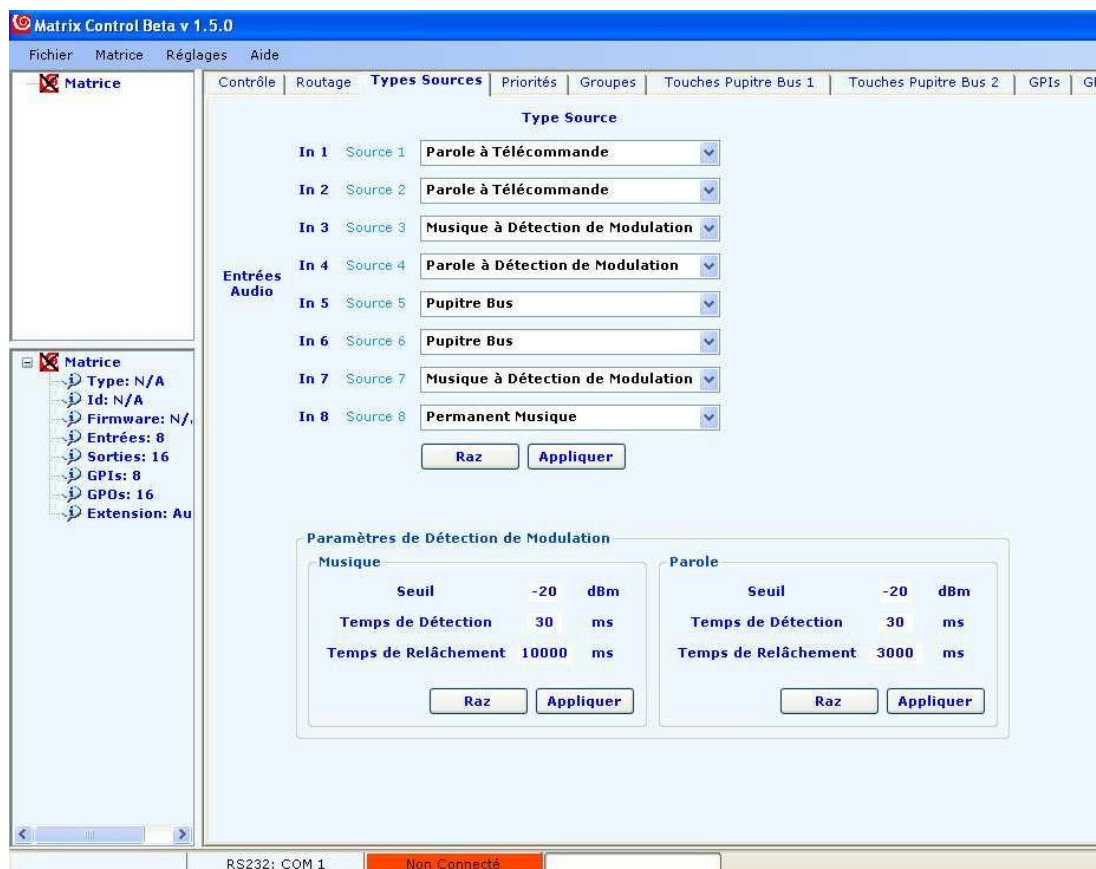 Matrix Control Beta v 1.5.0
Fichier Matrice Réglages Aide
Matrice
Contrôle Routage Types Sources Priorités Groupes Touches Pupitre Bus 1 Touches Pupitre Bus 2 GPIs
Type Source
In 1 Source 1 Parole à Télécommande
In 2 Source 2 Parole à Télécommande
In 3 Source 3 Musique à Détection de Modulation
In 4 Source 4 Parole à Détection de Modulation
Entrées
Audio
In 5 Source 5 Pupitre Bus
In 6 Source 6 Pupitre Bus
In 7 Source 7 Musique à Détection de Modulation
In 8 Source 8 Permanent Musique
Raz Appliquer
Matrice
Type: N/A
Id: N/A
Firmware: N/
Entrées: 8
Sorties: 16
GPIs: 8
GPOs: 16
Extension: Au
Paramètres de Détection de Modulation
Musique
Seuil -20 dBm
Temps de Détection 30 ms
Temps de Relâchement 10000 ms
Raz Appliquer
Parole
Seuil -20 dBm
Temps de Détection 30 ms
Temps de Relâchement 3000 ms
Raz Appliquer
RS232: COM 1 Non Connecté